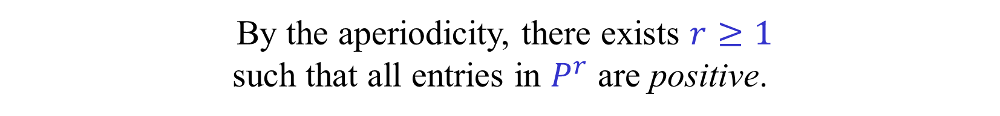 By the aperiodicity, there exists r ≥ 1
such that all entries in P^r are positive.